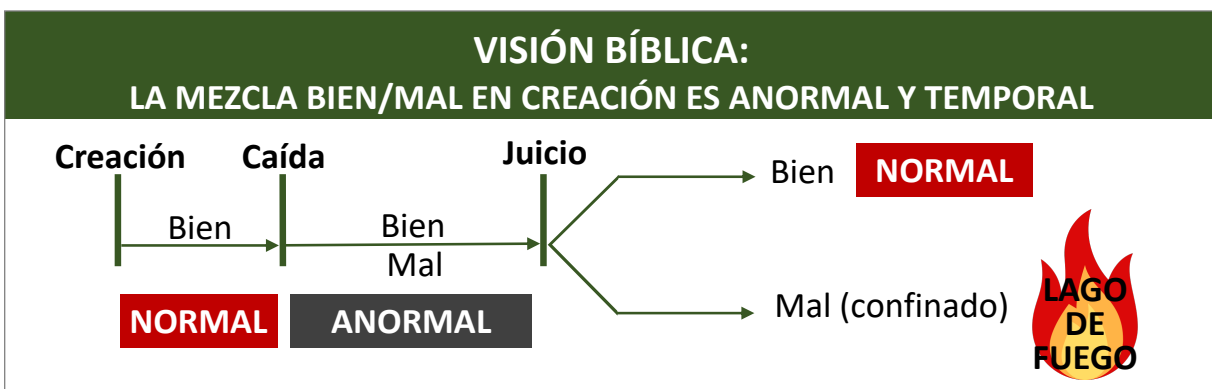 VISIÓN BÍBLICA:
LA MEZCLA BIEN/MAL EN CREACIÓN ES ANORMAL Y TEMPORAL
Creación
Caída
Juicio
Bien
Bien
Mal
NORMAL
ANORMAL
Bien
NORMAL
Mal (confinado)
LAGO
DE
FUEGO